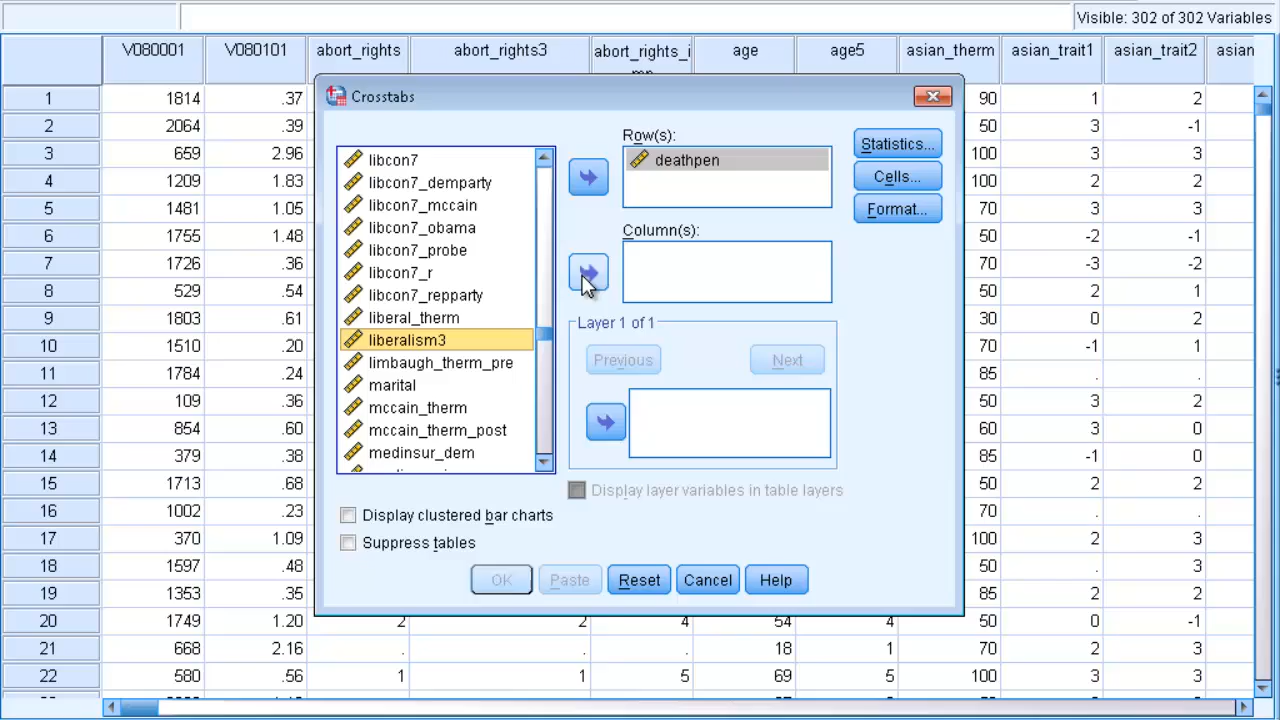 Visible: 302 of 302 Variables
V080001 V080101 abort_rights abort_rights3 abort_rights_i age age5 asian_therm asian_trait1 asian_trait2 asian
Crosstabs
1 1814 .37 90 1 2
2 2064 .39 50 3 -1
3 659 2.96 100 3 3
4 1209 1.83 100 2 2
5 1481 1.05 70 3 3
6 1755 1.48 50 -2 -1
7 1726 .36 70 -3 -2
8 529 .54 50 2 1
9 1803 .61 30 0 2
10 1510 .20 70 -1 1
11 1784 .24 85 . .
12 109 .36 50 3 2
13 854 .60 60 3 0
14 379 .38 85 -1 0
15 1713 .68 50 2 2
16 1002 .23 70 . .
17 370 1.09 100 2 3
18 1597 .48 50 . 3
19 1353 .35 85 2 2
20 1749 1.20 2 2 4 54 4 50 0 -1
21 668 2.16 . . . 18 1 70 2 3
22 580 .56 1 1 5 69 5 100 3 3
libcon7
libcon7_demparty
libcon7_mccain
libcon7_obama
libcon7_probe
libcon7_r
libcon7_repparty
liberal_therm
liberalism3
limbaugh_therm_pre
marital
mccain_therm
mccain_therm_post
medinsur_dem
Row(s):
deathpen
Column(s):
Layer 1 of 1
Previous Next
Display layer variables in table layers
Statistics...
Cells...
Format...
Display clustered bar charts
Suppress tables
OK Paste Reset Cancel Help